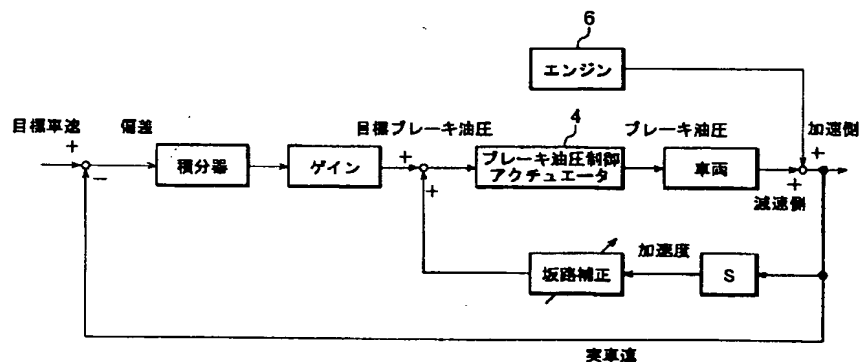 6
エンジン
目標車速
+
偏差
−
積分器
ゲイン
目標ブレーキ油圧
+
+
4
ブレーキ油圧制御
アクチュエータ
ブレーキ油圧
車両
加速側
+
+
減速側
坂路補正
加速度
S
実車速